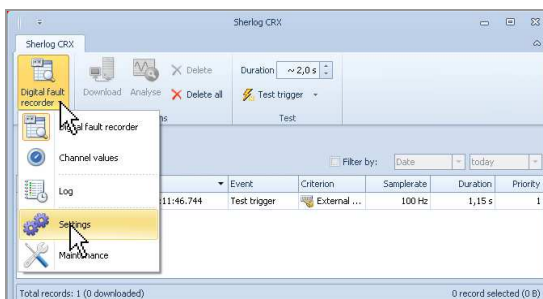 Sherlog CRX
Sherlog CRX
Digital fault recorder
Download
Analyse
Delete
Delete all
Duration ~ 2,0 s
Test trigger
Test
Digital fault recorder
Channel values
Log
Settings
Maintenance
Filter by: Date today
Event Criterion Samplerate Duration Priority
:11:46.744 Test trigger External ... 100 Hz 1,15 s 1
Total records: 1 (0 downloaded) 0 record selected (0 B)